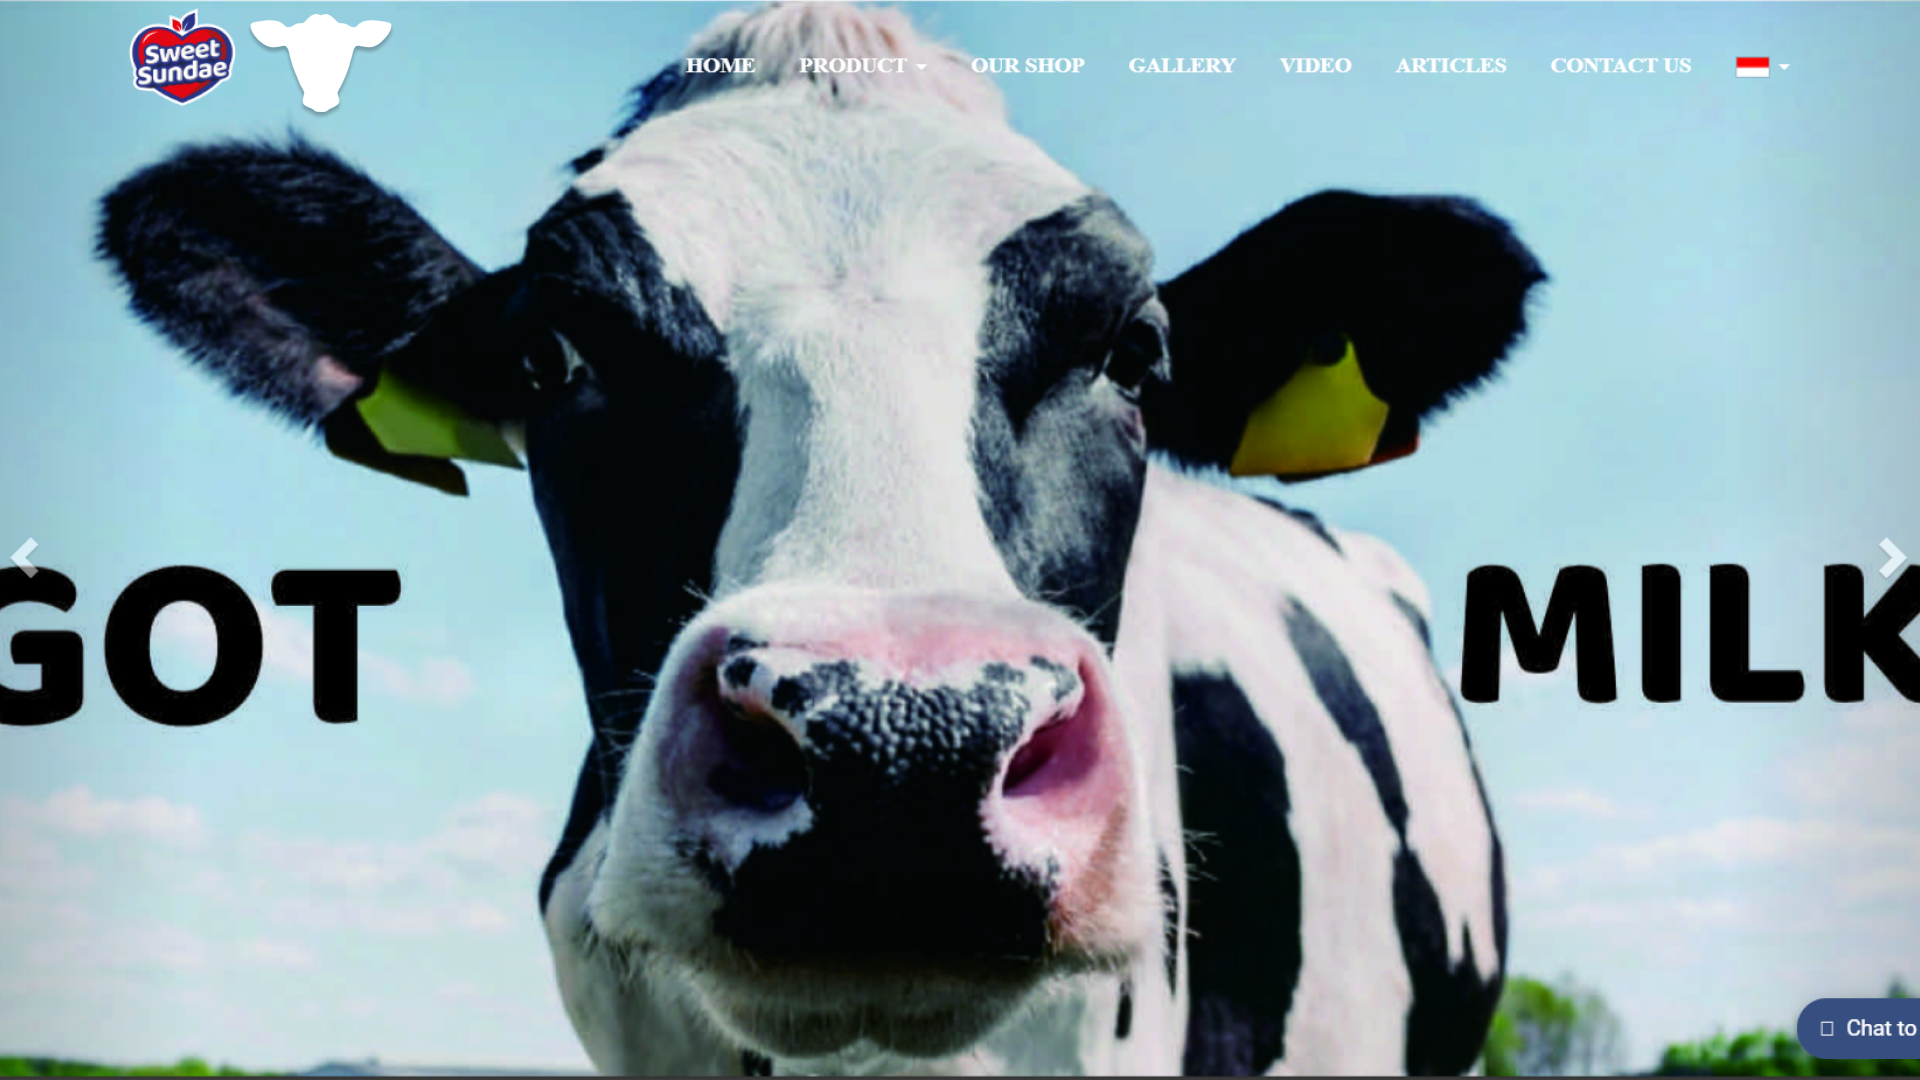 Sweet
Sundae
HOME PRODUCT OUR SHOP GALLERY VIDEO ARTICLES CONTACT US
GOT MILK
Chat to